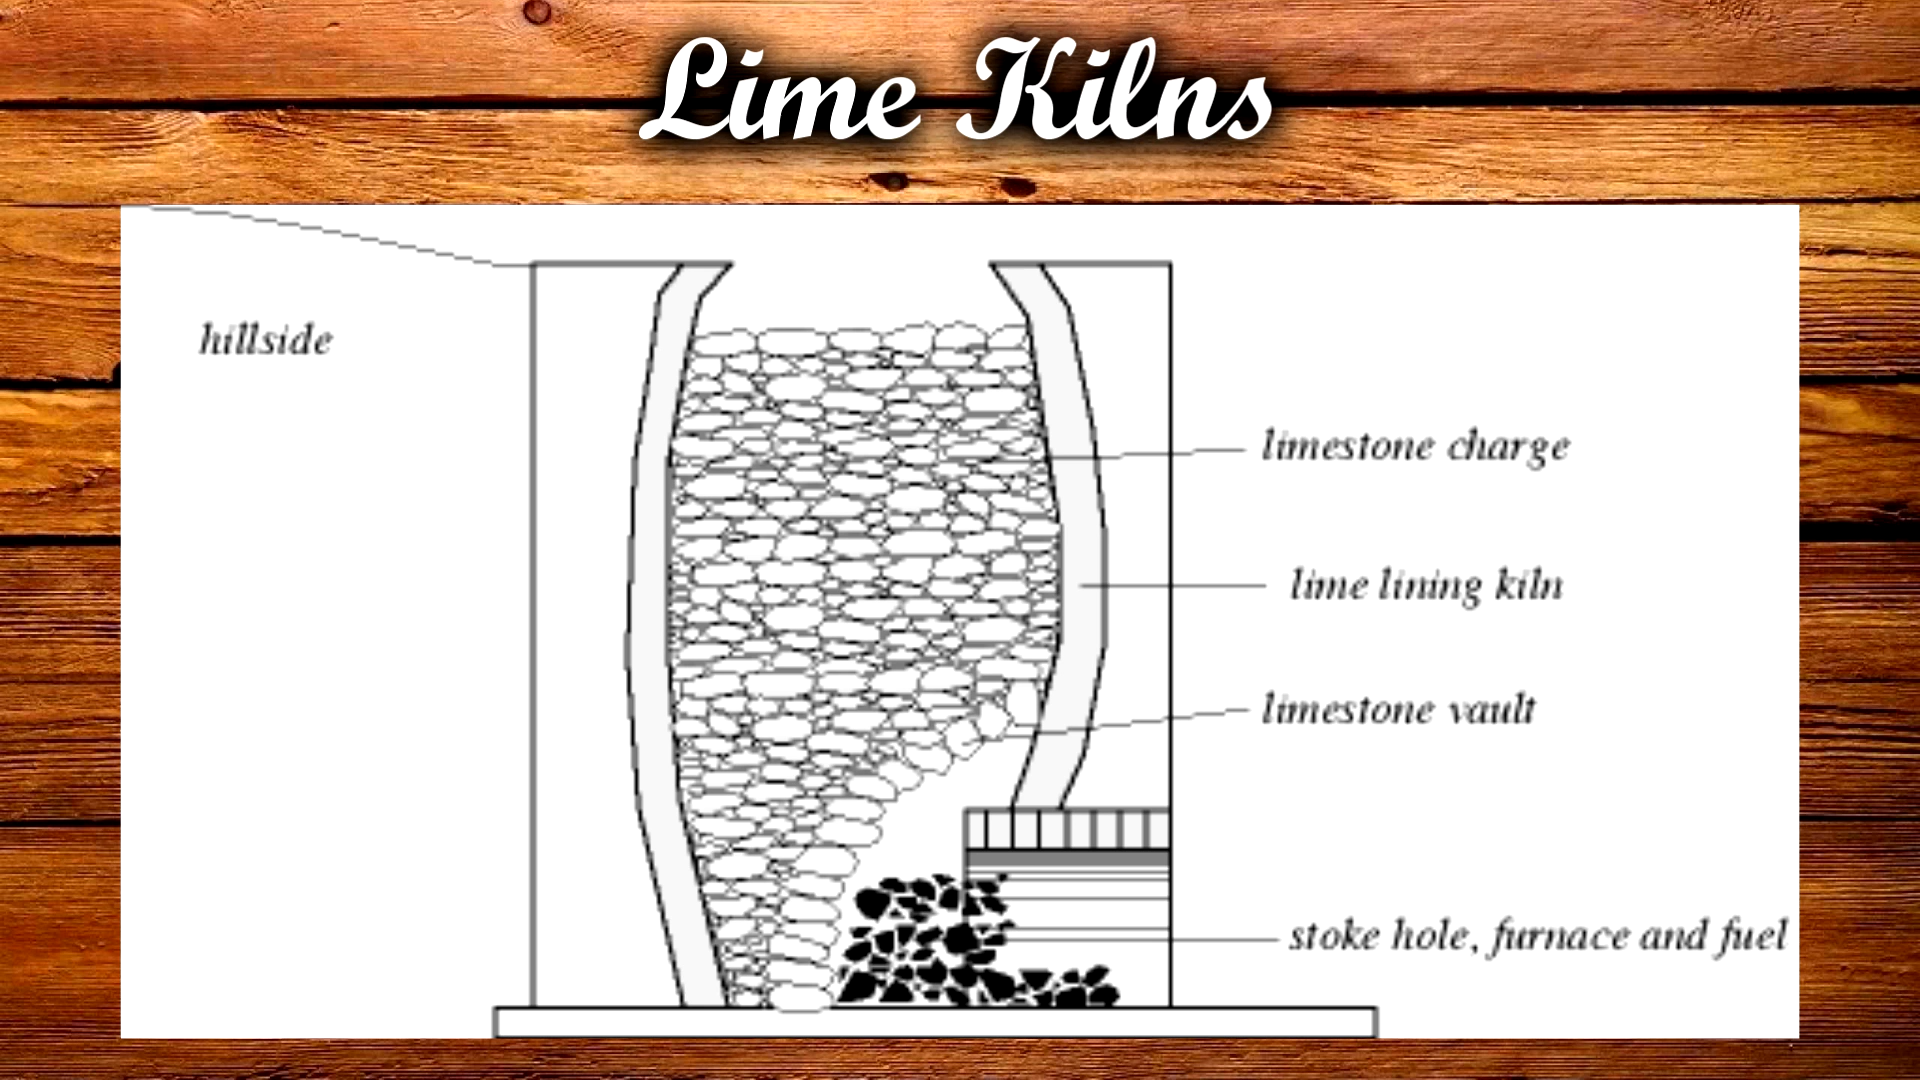 Lime Kilns
hillside
limestone charge
lime lining kiln
limestone vault
stoke hole, furnace and fuel